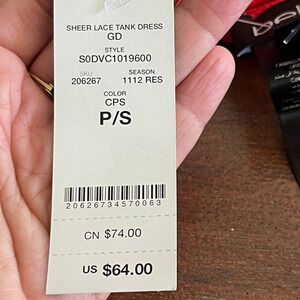 SHEER LACE TANK DRESS
GD
STYLE
S0DVC1019600
SKU SEASON
206267 1112 RES
COLOR
CPS
P/S
20626734570063
CN $74.00
US $64.00